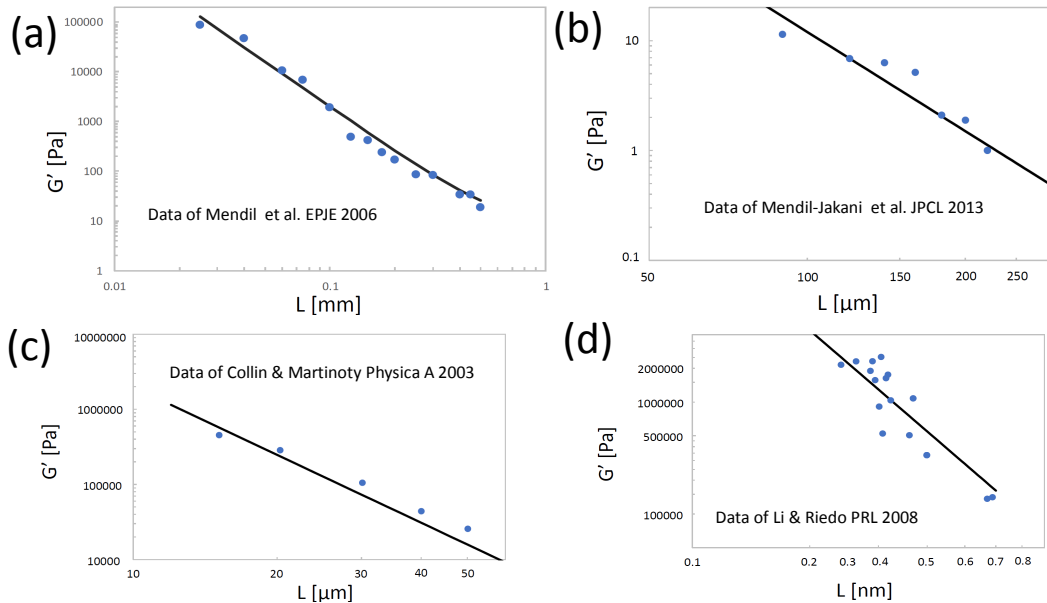 (a)
100000
10000
1000
100
10
1
0.01
0.1
1
G' [Pa]
L [mm]
Data of Mendil et al. EPJE 2006
(b)
10
1
0.1
50
100
150
200
250
G' [Pa]
L [µm]
Data of Mendil-Jakani et al. JPCL 2013
(c)
10000000
1000000
100000
10000
10
20
30
40
50
G' [Pa]
L [µm]
Data of Collin & Martinoty Physica A 2003
(d)
2000000
1000000
500000
100000
0.1
0.2
0.3
0.4
0.5
0.6
0.7
0.8
G' [Pa]
L [nm]
Data of Li & Riedo PRL 2008